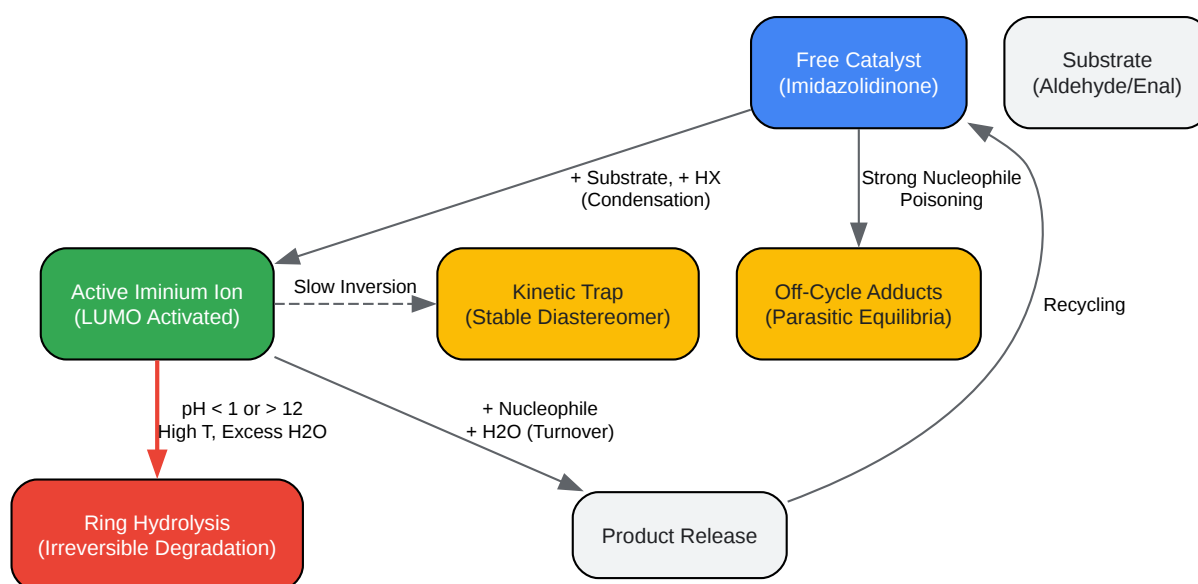 Free Catalyst
(Imidazolidinone)
Substrate
(Aldehyde/Enal)
+ Substrate, + HX
(Condensation)
Strong Nucleophile
Poisoning
Active Iminium Ion
(LUMO Activated)
Slow Inversion
Kinetic Trap
(Stable Diastereomer)
Off-Cycle Adducts
(Parasitic Equilibria)
Recycling
pH < 1 or > 12
High T, Excess H2O
+ Nucleophile
+ H2O (Turnover)
Ring Hydrolysis
(Irreversible Degradation)
Product Release